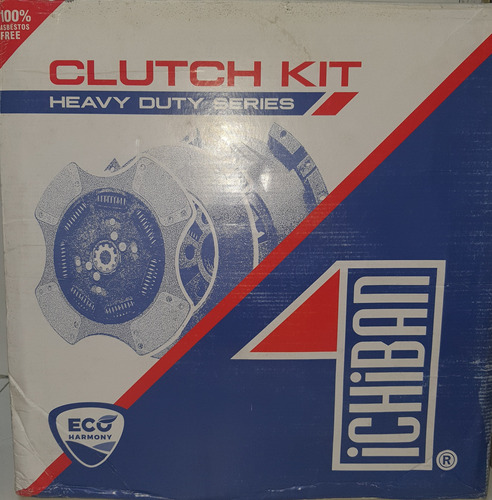 100%
ASBESTOS
FREE
CLUTCH KIT
HEAVY DUTY SERIES
iCHiBAN
®
ECO
HARMONY